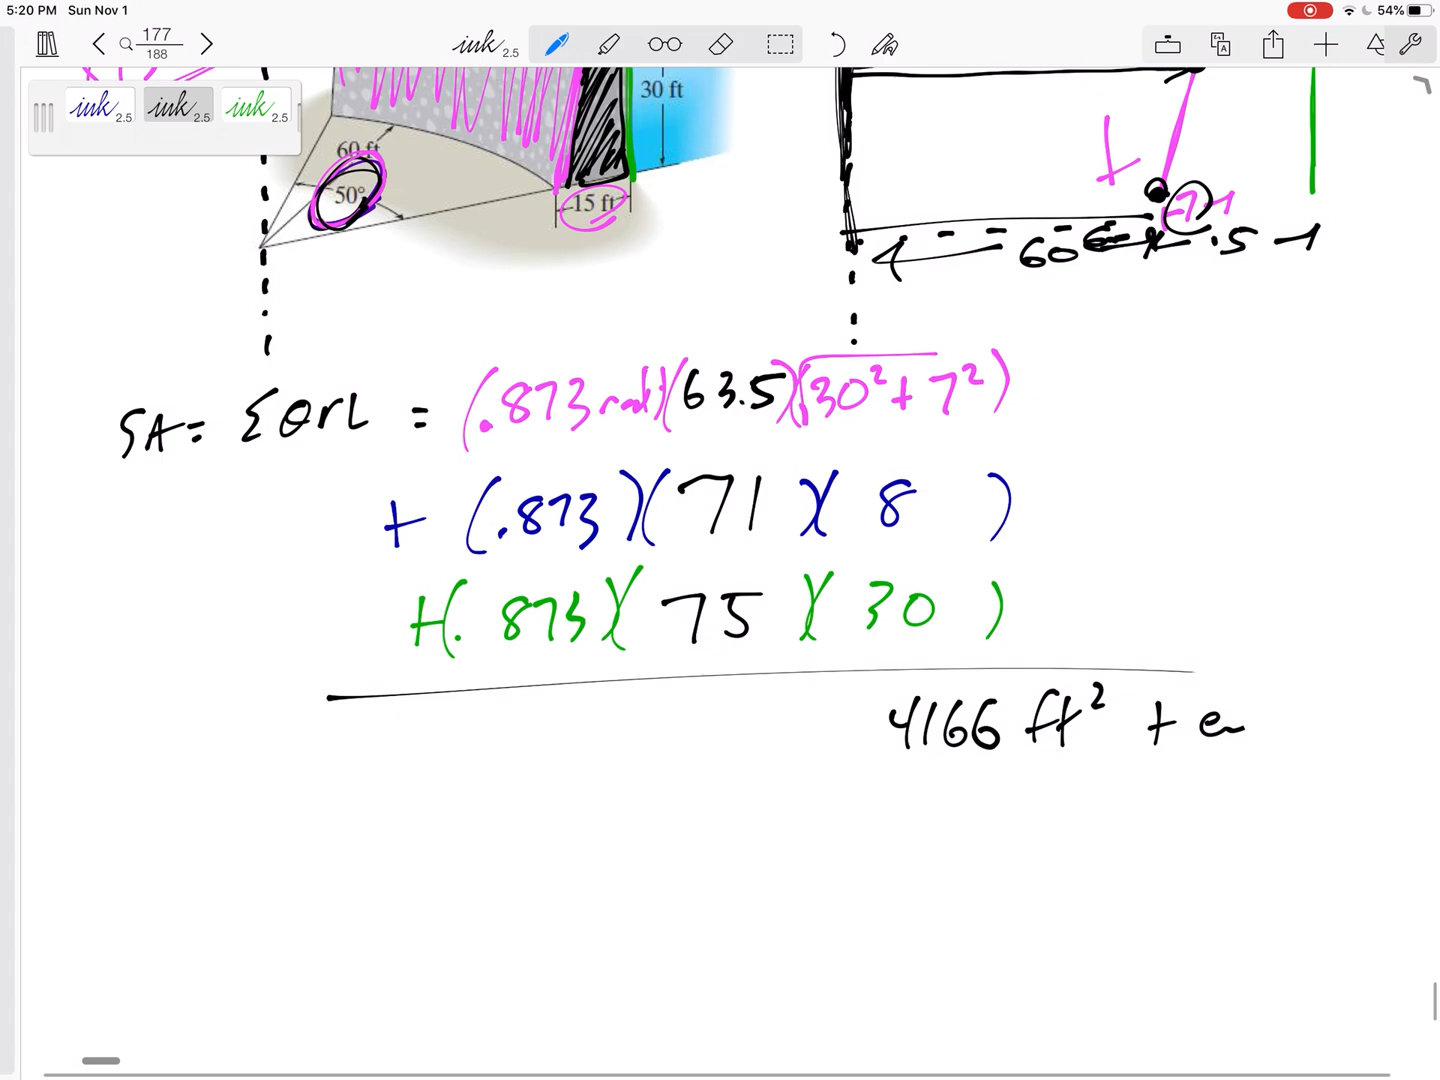 5:20 PM Sun Nov 1
54%
177
188
ink 2.5
ink 2.5
ink 2.5
ink 2.5
A
30 ft
60 ft
50°
15 ft
7
60
.5
SA = ΣθrL = (.873 rad)(63.5)(√30² + 7²)
+ (.873)(71)(8)
+(.873)(75)(30)
4166 ft² + en